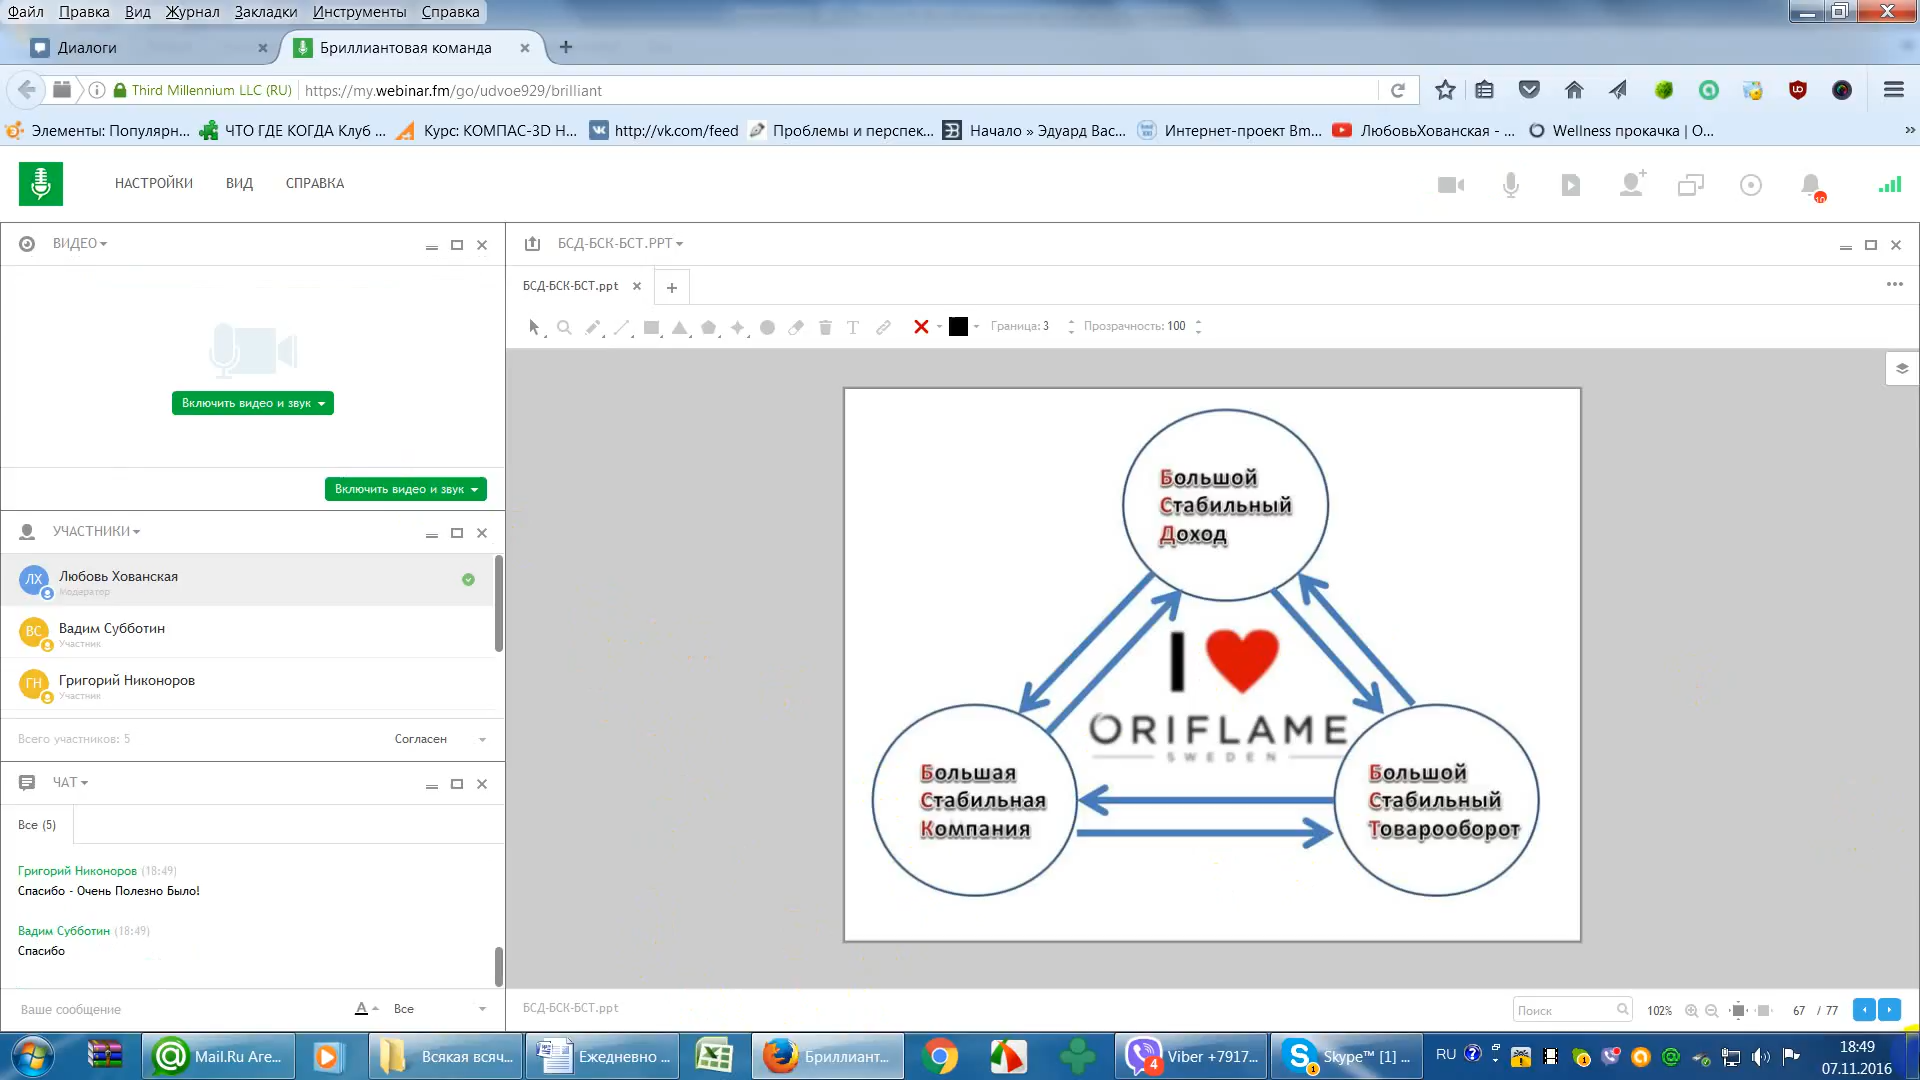 Файл Правка Вид Журнал Закладки Инструменты Справка
Диалоги
Бриллиантовая команда
Third Millennium LLC (RU)
https://my.webinar.fm/go/udvoe929/brilliant
Элементы: Популярн...
ЧТО ГДЕ КОГДА Клуб ...
Курс: КОМПАС-3D Н...
http://vk.com/feed
Проблемы и перспек...
Начало » Эдуард Вас...
Интернет-проект Bm...
ЛюбовьХованская - ...
Wellness прокачка | О...
НАСТРОЙКИ ВИД СПРАВКА
10
ВИДЕО
Включить видео и звук
Включить видео и звук
УЧАСТНИКИ
ЛХ
Любовь Хованская
Модератор
ВС
Вадим Субботин
Участник
ГН
Григорий Никоноров
Участник
Всего участников: 5
Согласен
ЧАТ
Все (5)
Григорий Никоноров (18:49)
Спасибо - Очень Полезно Было!
Вадим Субботин (18:49)
Спасибо
Ваше сообщение
A
Все
БСД-БСК-БСТ.PPT
БСД-БСК-БСТ.ppt
T
Граница: 3
Прозрачность: 100
Большой
Стабильный
Доход
I
ORIFLAME
SWEDEN
Большая
Стабильная
Компания
Большой
Стабильный
Товарооборот
БСД-БСК-БСТ.ppt
Поиск
102%
67 / 77
Mail.Ru Аге...
Всякая всяч...
Ежедневно ...
Бриллиант...
4
Viber +7917...
1
Skype™ [1] ...
RU
18:49
07.11.2016